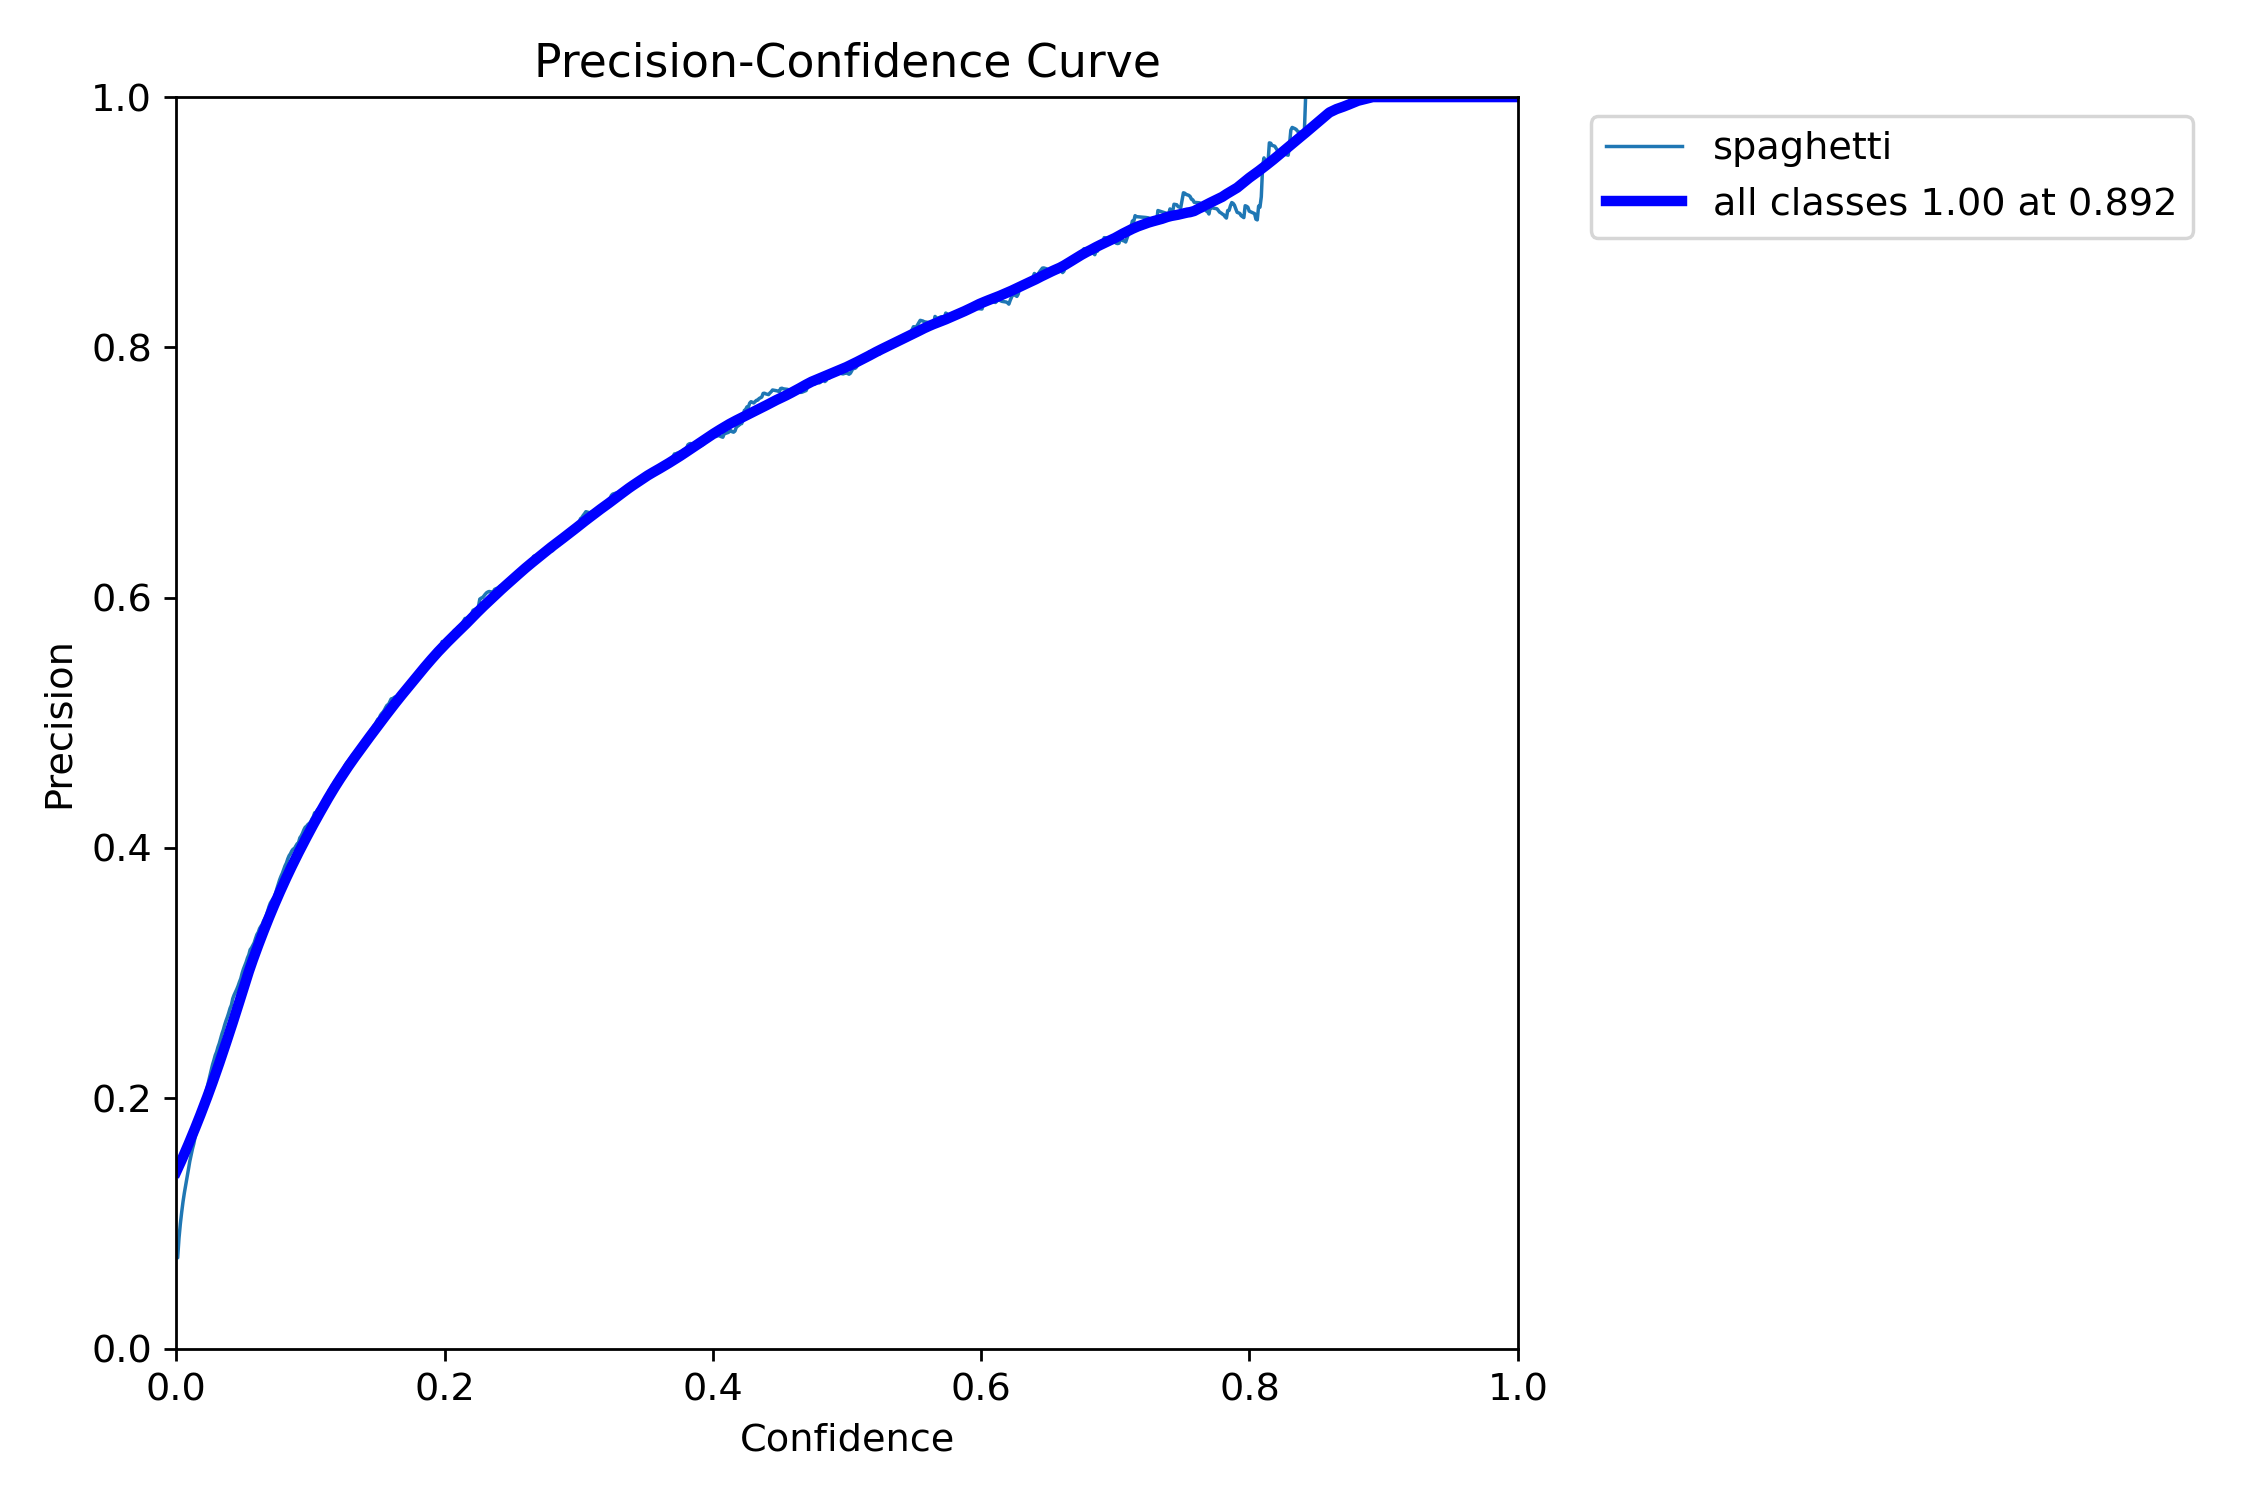 Precision-Confidence Curve
1.0
0.8
0.6
0.4
0.2
0.0
Precision
0.0 0.2 0.4 0.6 0.8 1.0
Confidence
spaghetti
all classes 1.00 at 0.892